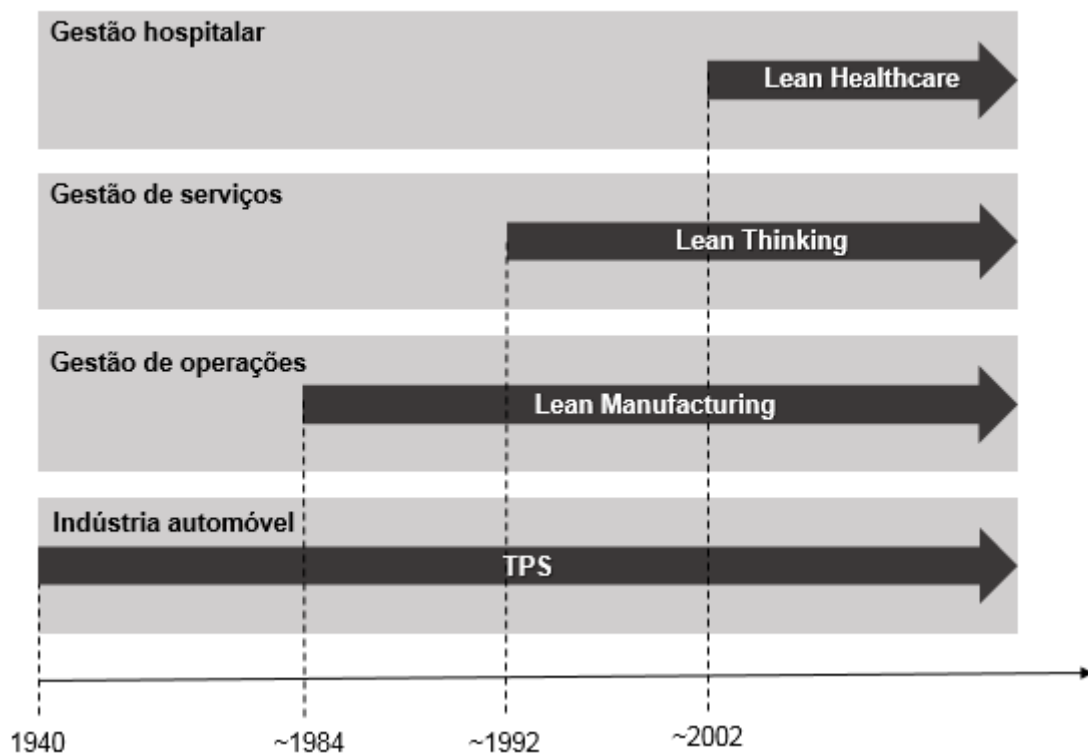 Gestão hospitalar
Lean Healthcare
Gestão de serviços
Lean Thinking
Gestão de operações
Lean Manufacturing
Indústria automóvel
TPS
1940
~1984
~1992
~2002